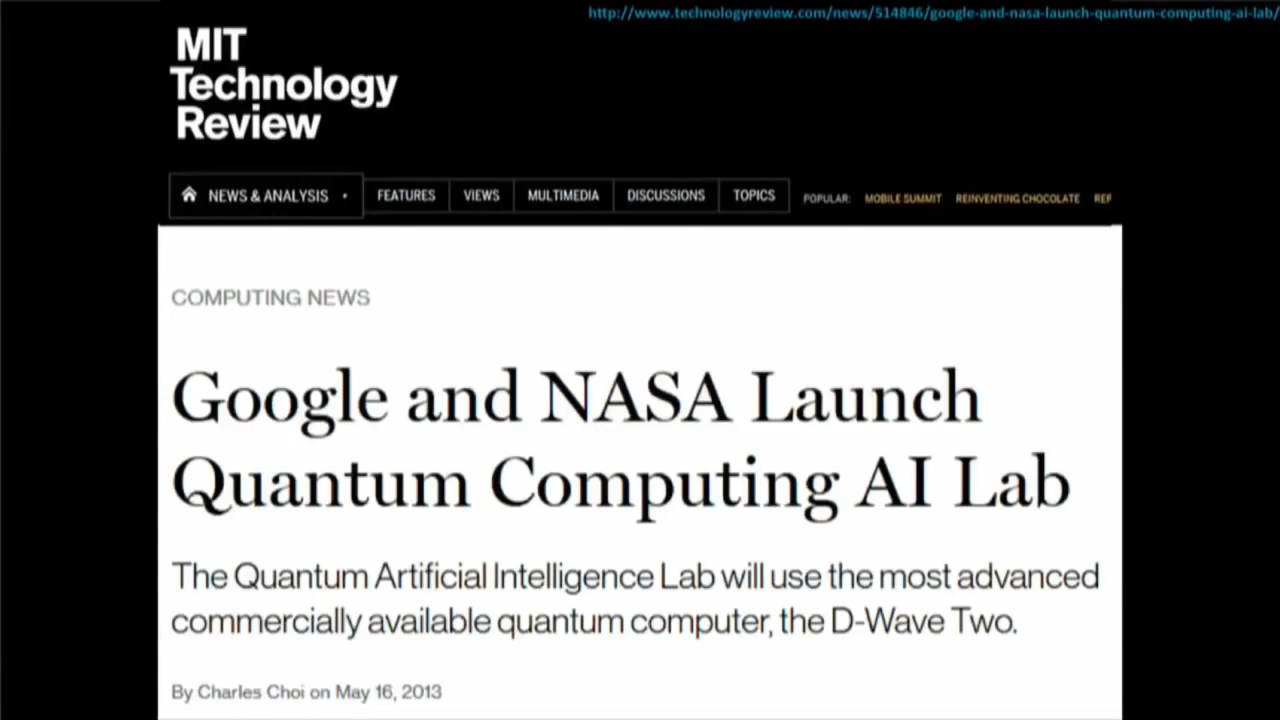 http://www.technologyreview.com/news/514846/google-and-nasa-launch-quantum-computing-ai-lab/
MIT
Technology
Review
NEWS & ANALYSIS
FEATURES
VIEWS
MULTIMEDIA
DISCUSSIONS
TOPICS
POPULAR:
MOBILE SUMMIT
REINVENTING CHOCOLATE
REF
COMPUTING NEWS
Google and NASA Launch
Quantum Computing AI Lab
The Quantum Artificial Intelligence Lab will use the most advanced
commercially available quantum computer, the D-Wave Two.
By Charles Choi on May 16, 2013